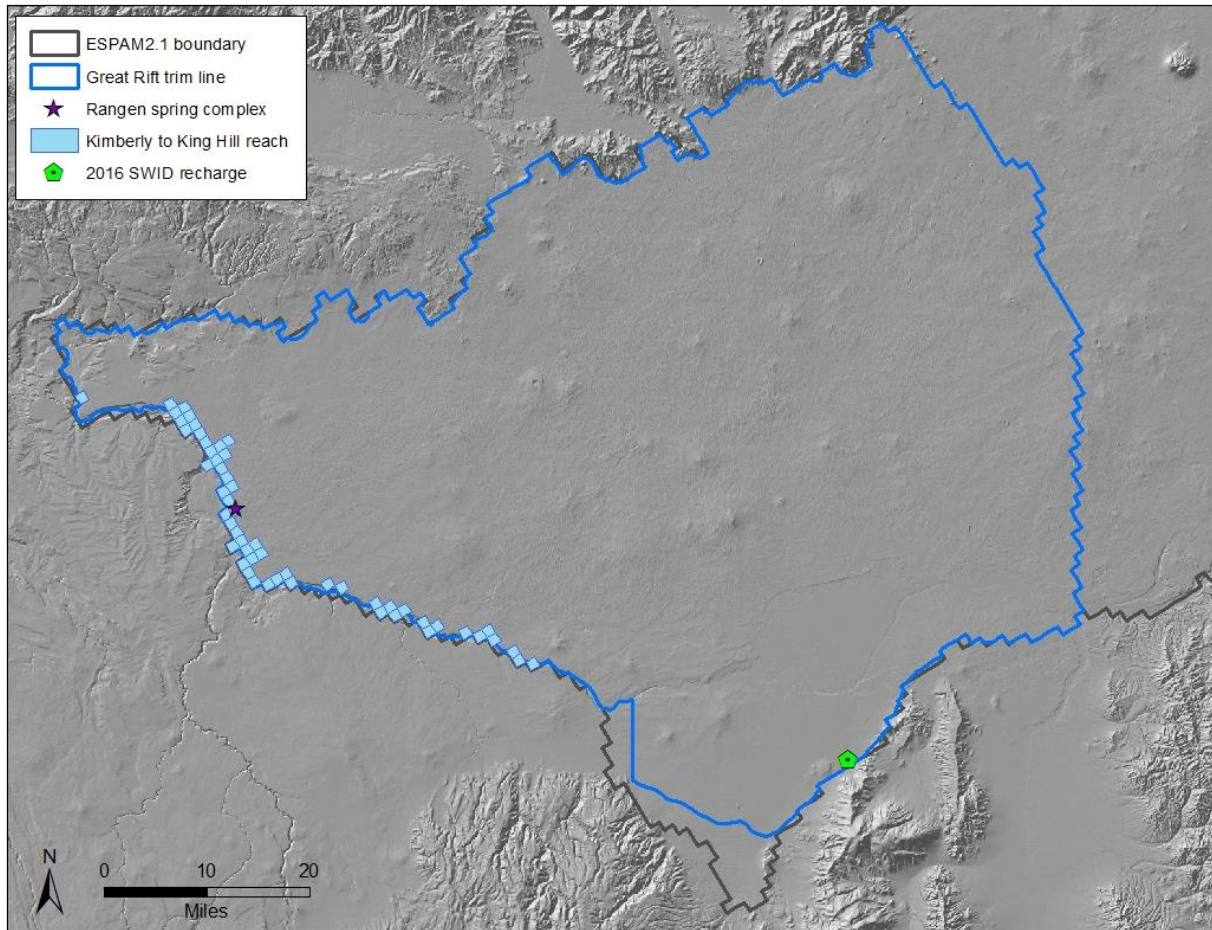 ESPAM2.1 boundary
Great Rift trim line
Rangen spring complex
Kimberly to King Hill reach
2016 SWID recharge
N
0 10 20
Miles